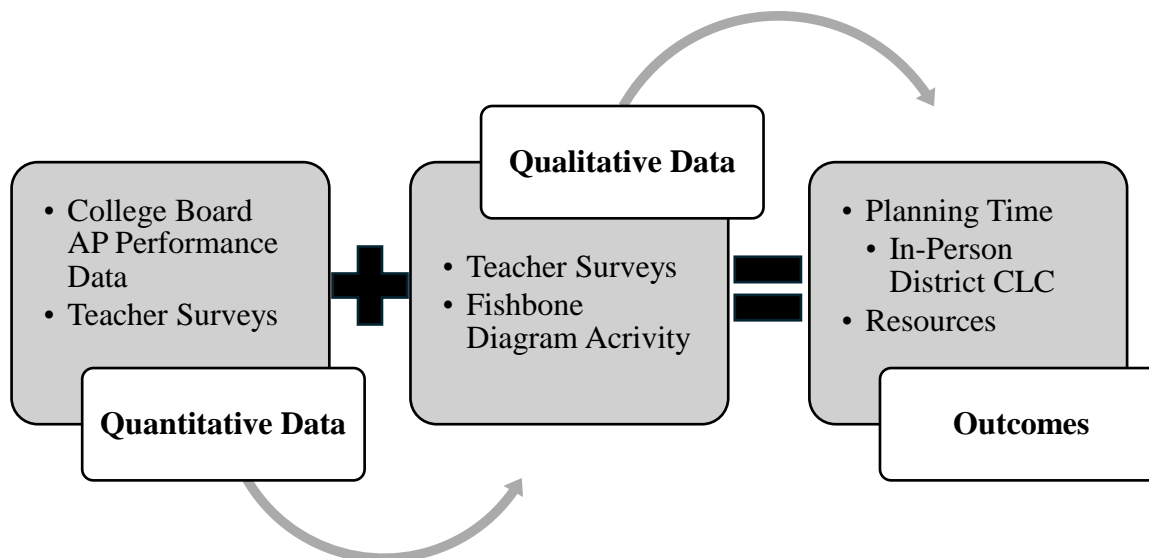 • College Board
AP Performance
Data
• Teacher Surveys
Quantitative Data
Qualitative Data
• Teacher Surveys
• Fishbone
Diagram Acrivity
• Planning Time
• In-Person
District CLC
• Resources
Outcomes